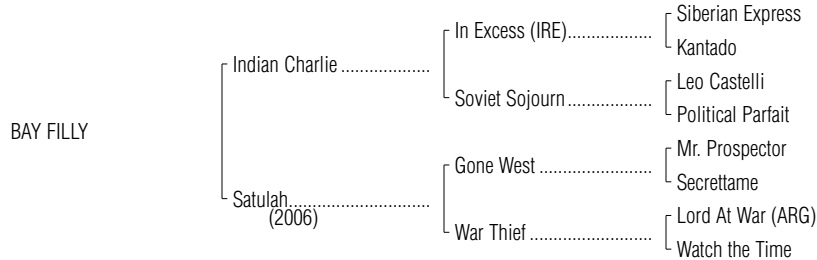 Siberian Express
In Excess (IRE)...................
Kantado
Indian Charlie ....................
Leo Castelli
Soviet Sojourn...................
Political Parfait
BAY FILLY
Mr. Prospector
Gone West .........................
Secrettame
Satulah...............................
(2006)
Lord At War (ARG)
War Thief ...........................
Watch the Time